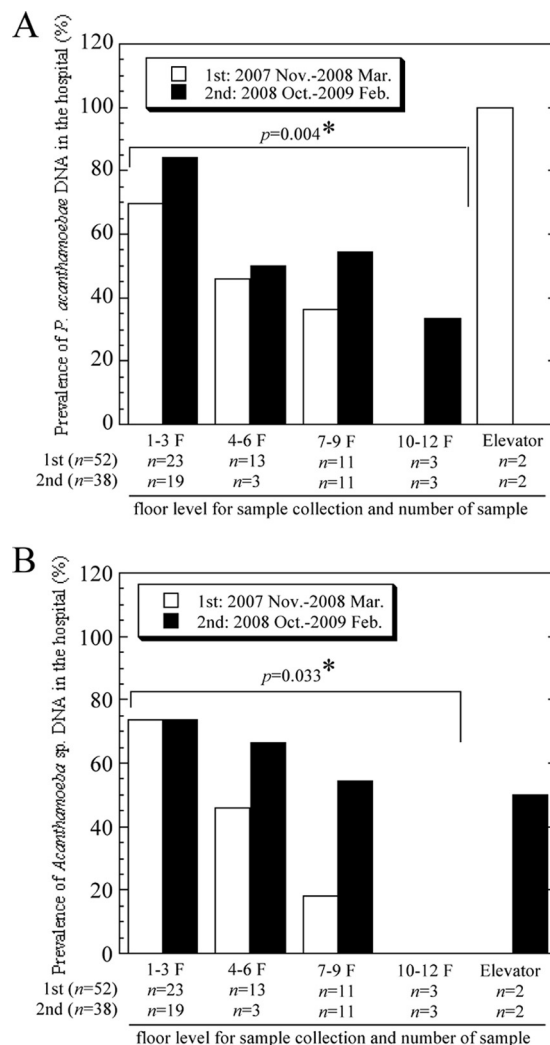 A
Prevalence of P. acanthamoebae DNA in the hospital (%)
120
100
80
60
40
20
0
1st: 2007 Nov.-2008 Mar.
2nd: 2008 Oct.-2009 Feb.
p=0.004*
1-3 F 4-6 F 7-9 F 10-12 F Elevator
1st (n=52) n=23 n=13 n=11 n=3 n=2
2nd (n=38) n=19 n=3 n=11 n=3 n=2
floor level for sample collection and number of sample
B
Prevalence of Acanthamoeba sp. DNA in the hospital (%)
120
100
80
60
40
20
0
1st: 2007 Nov.-2008 Mar.
2nd: 2008 Oct.-2009 Feb.
p=0.033*
1-3 F 4-6 F 7-9 F 10-12 F Elevator
1st (n=52) n=23 n=13 n=11 n=3 n=2
2nd (n=38) n=19 n=3 n=11 n=3 n=2
floor level for sample collection and number of sample